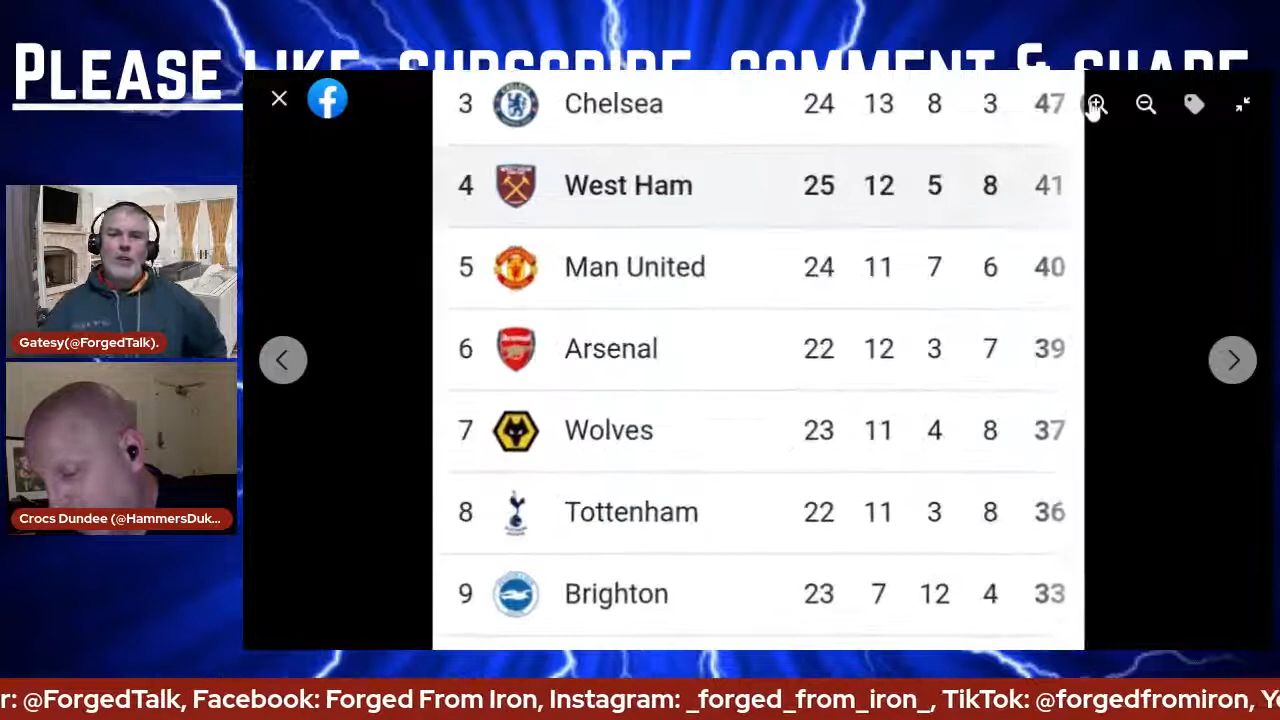 PLEASE LIKE, SUBSCRIBE, COMMENT & SHARE
3 Chelsea 24 13 8 3 47
4 West Ham 25 12 5 8 41
5 Man United 24 11 7 6 40
6 Arsenal 22 12 3 7 39
7 Wolves 23 11 4 8 37
8 Tottenham 22 11 3 8 36
9 Brighton 23 7 12 4 33
Gatesy(@ForgedTalk).
Crocs Dundee (@HammersDuk...
r: @ForgedTalk, Facebook: Forged From Iron, Instagram: _forged_from_iron_, TikTok: @forgedfromiron, Y